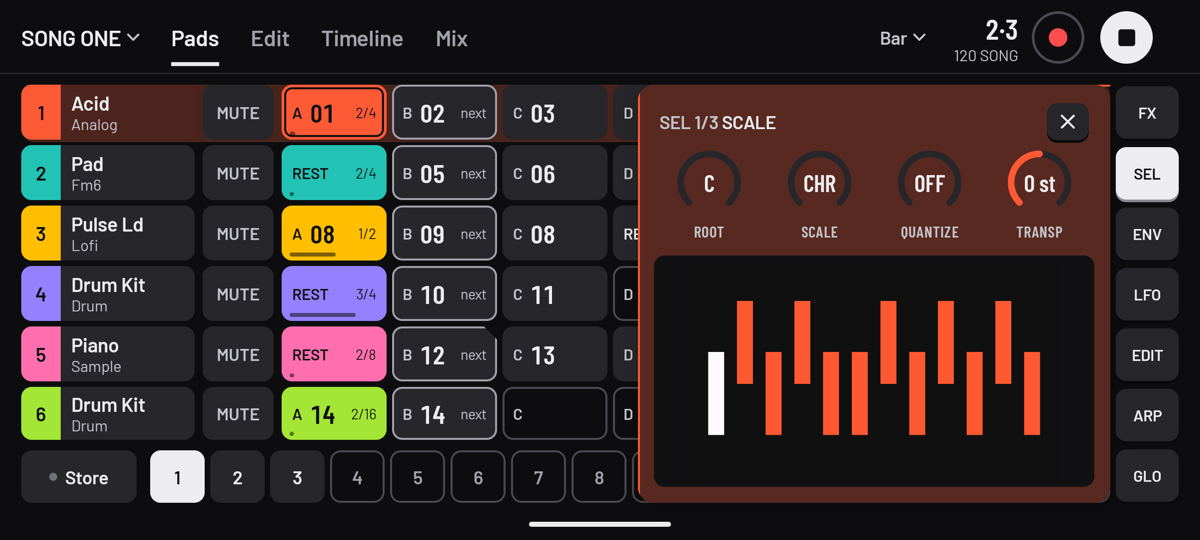 SONG ONE Pads Edit Timeline Mix Bar 2·3
120 SONG
1 Acid
Analog
MUTE A 01 2/4 B 02 next C 03 D
2 Pad
Fm6
MUTE REST 2/4 B 05 next C 06 D
3 Pulse Ld
Lofi
MUTE A 08 1/2 B 09 next C 08 RE
4 Drum Kit
Drum
MUTE REST 3/4 B 10 next C 11 D
5 Piano
Sample
MUTE REST 2/8 B 12 next C 13 D
6 Drum Kit
Drum
MUTE A 14 2/16 B 14 next C D
Store 1 2 3 4 5 6 7 8
SEL 1/3 SCALE
C CHR OFF 0 st
ROOT SCALE QUANTIZE TRANSP
FX
SEL
ENV
LFO
EDIT
ARP
GLO